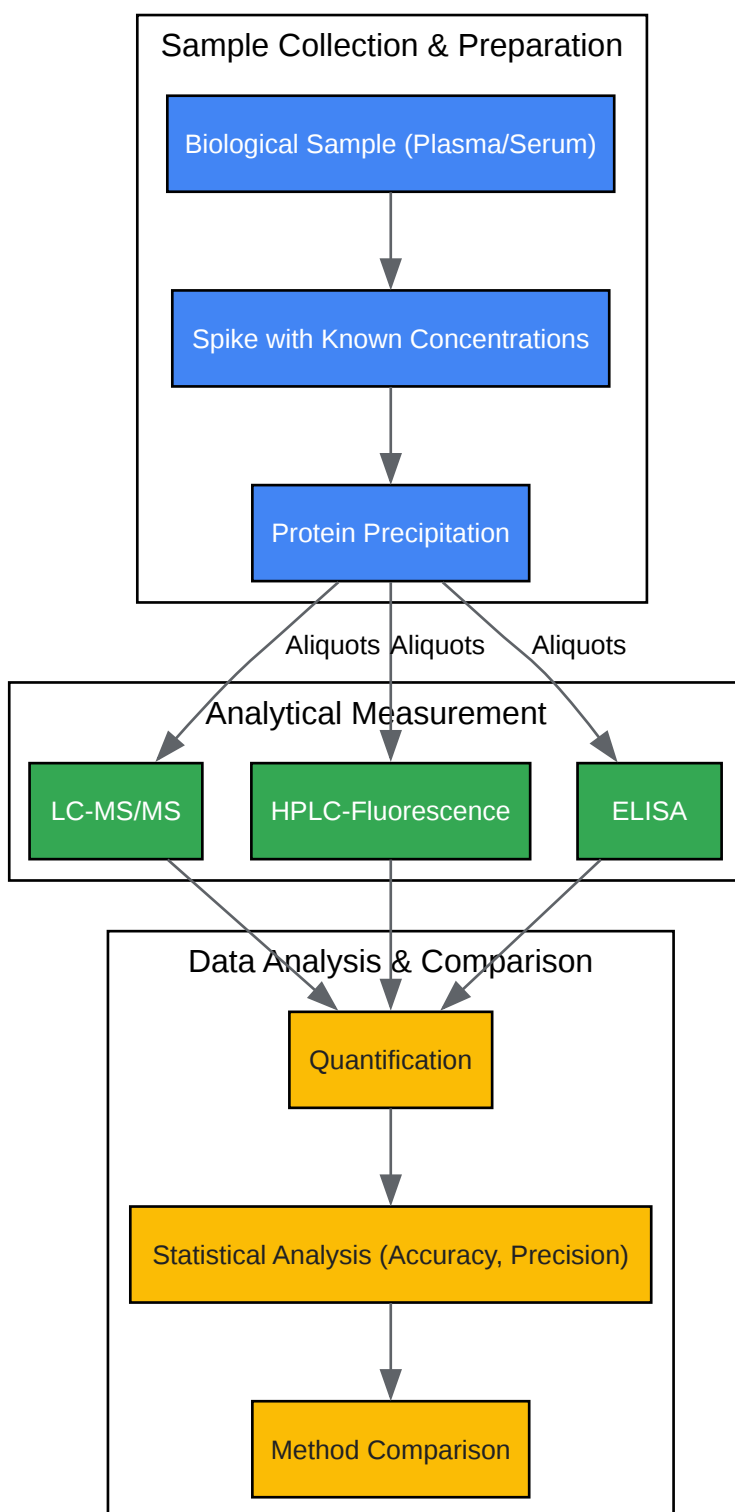 Sample Collection & Preparation
Biological Sample (Plasma/Serum)
Spike with Known Concentrations
Protein Precipitation
Aliquots
Aliquots
Aliquots
Analytical Measurement
LC-MS/MS
HPLC-Fluorescence
ELISA
Data Analysis & Comparison
Quantification
Statistical Analysis (Accuracy, Precision)
Method Comparison